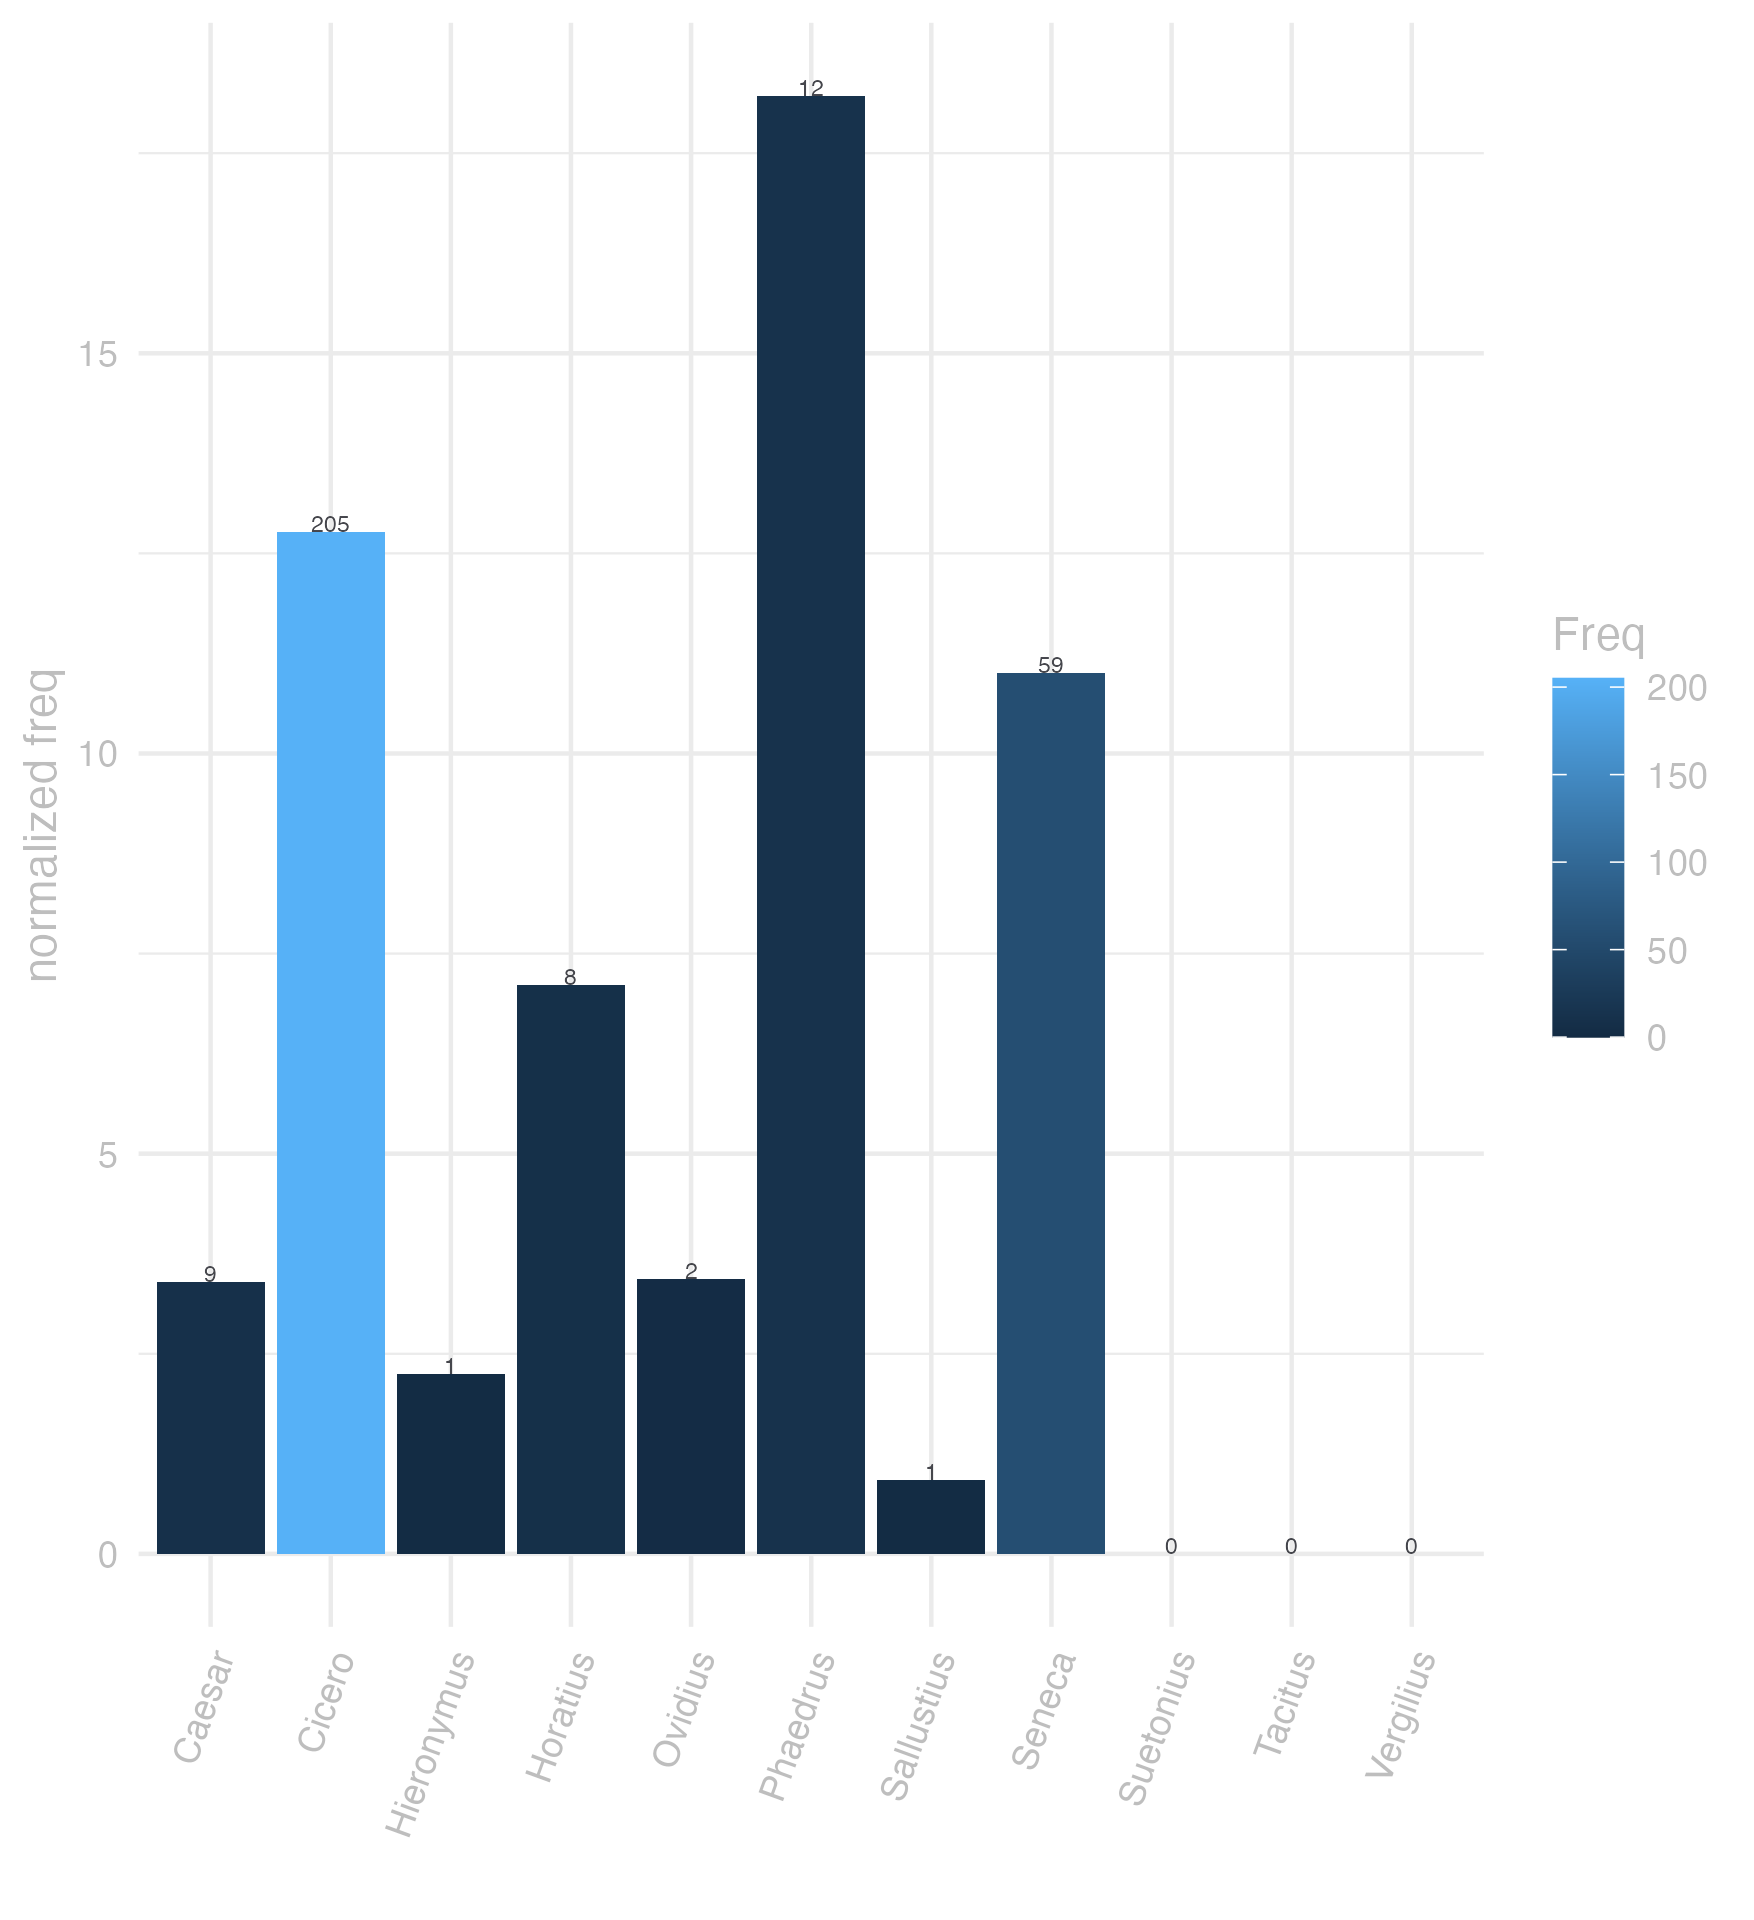 12
15
205
59
Freq
200
150
100
50
0
normalized freq
10
8
5
9
2
1
1
0
0
0
0
Caesar
Cicero
Hieronymus
Horatius
Ovidius
Phaedrus
Sallustius
Seneca
Suetonius
Tacitus
Vergilius